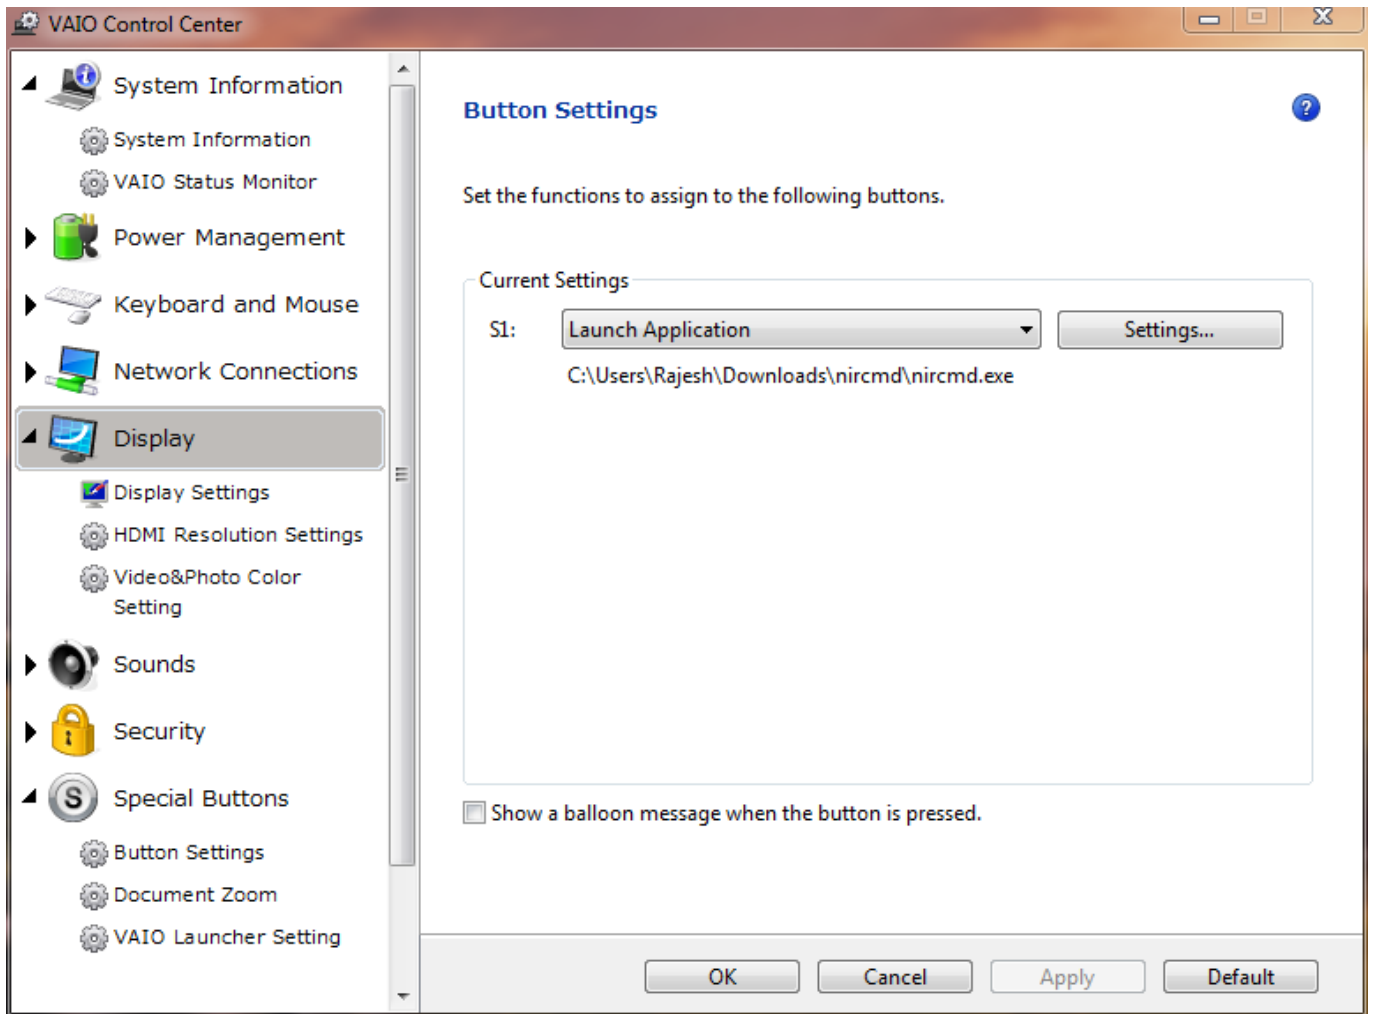 VAIO Control Center
System Information
System Information
VAIO Status Monitor
Power Management
Keyboard and Mouse
Network Connections
Display
Display Settings
HDMI Resolution Settings
Video&Photo Color
Setting
Sounds
Security
S
Special Buttons
Button Settings
Document Zoom
VAIO Launcher Setting
Button Settings
?
Set the functions to assign to the following buttons.
Current Settings
S1:
Launch Application
Settings...
C:\Users\Rajesh\Downloads\nircmd\nircmd.exe
Show a balloon message when the button is pressed.
OK
Cancel
Apply
Default